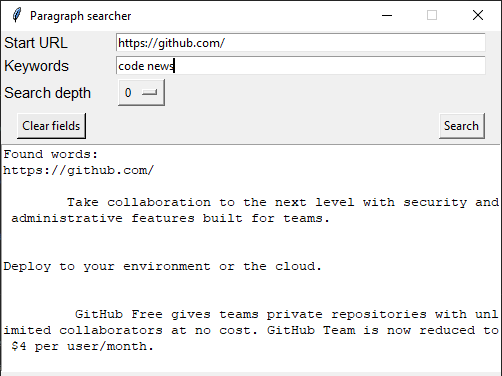 Paragraph searcher
Start URL https://github.com/
Keywords code news
Search depth 0
Clear fields Search
Found words:
https://github.com/
Take collaboration to the next level with security and
administrative features built for teams.
Deploy to your environment or the cloud.
GitHub Free gives teams private repositories with unl
imited collaborators at no cost. GitHub Team is now reduced to
$4 per user/month.